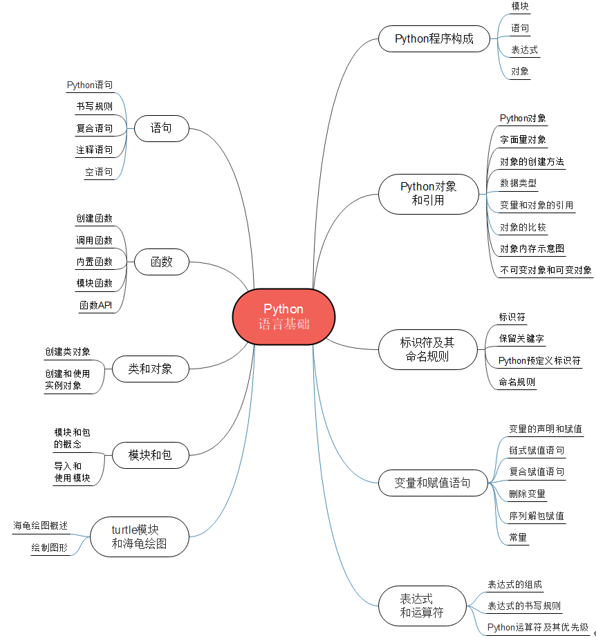 Python
语言基础
Python程序构成
模块
语句
表达式
对象
Python对象
和引用
Python对象
字面量对象
对象的创建方法
数据类型
变量和对象的引用
对象的比较
对象内存示意图
不可变对象和可变对象
标识符及其
命名规则
标识符
保留关键字
Python预定义标识符
命名规则
变量和赋值语句
变量的声明和赋值
链式赋值语句
复合赋值语句
删除变量
序列解包赋值
常量
表达式
和运算符
表达式的组成
表达式的书写规则
Python运算符及其优先级
语句
Python语句
书写规则
复合语句
注释语句
空语句
函数
创建函数
调用函数
内置函数
模块函数
函数API
类和对象
创建类对象
创建和使用
实例对象
模块和包
模块和包
的概念
导入和
使用模块
turtle模块
和海龟绘图
海龟绘图概述
绘制图形